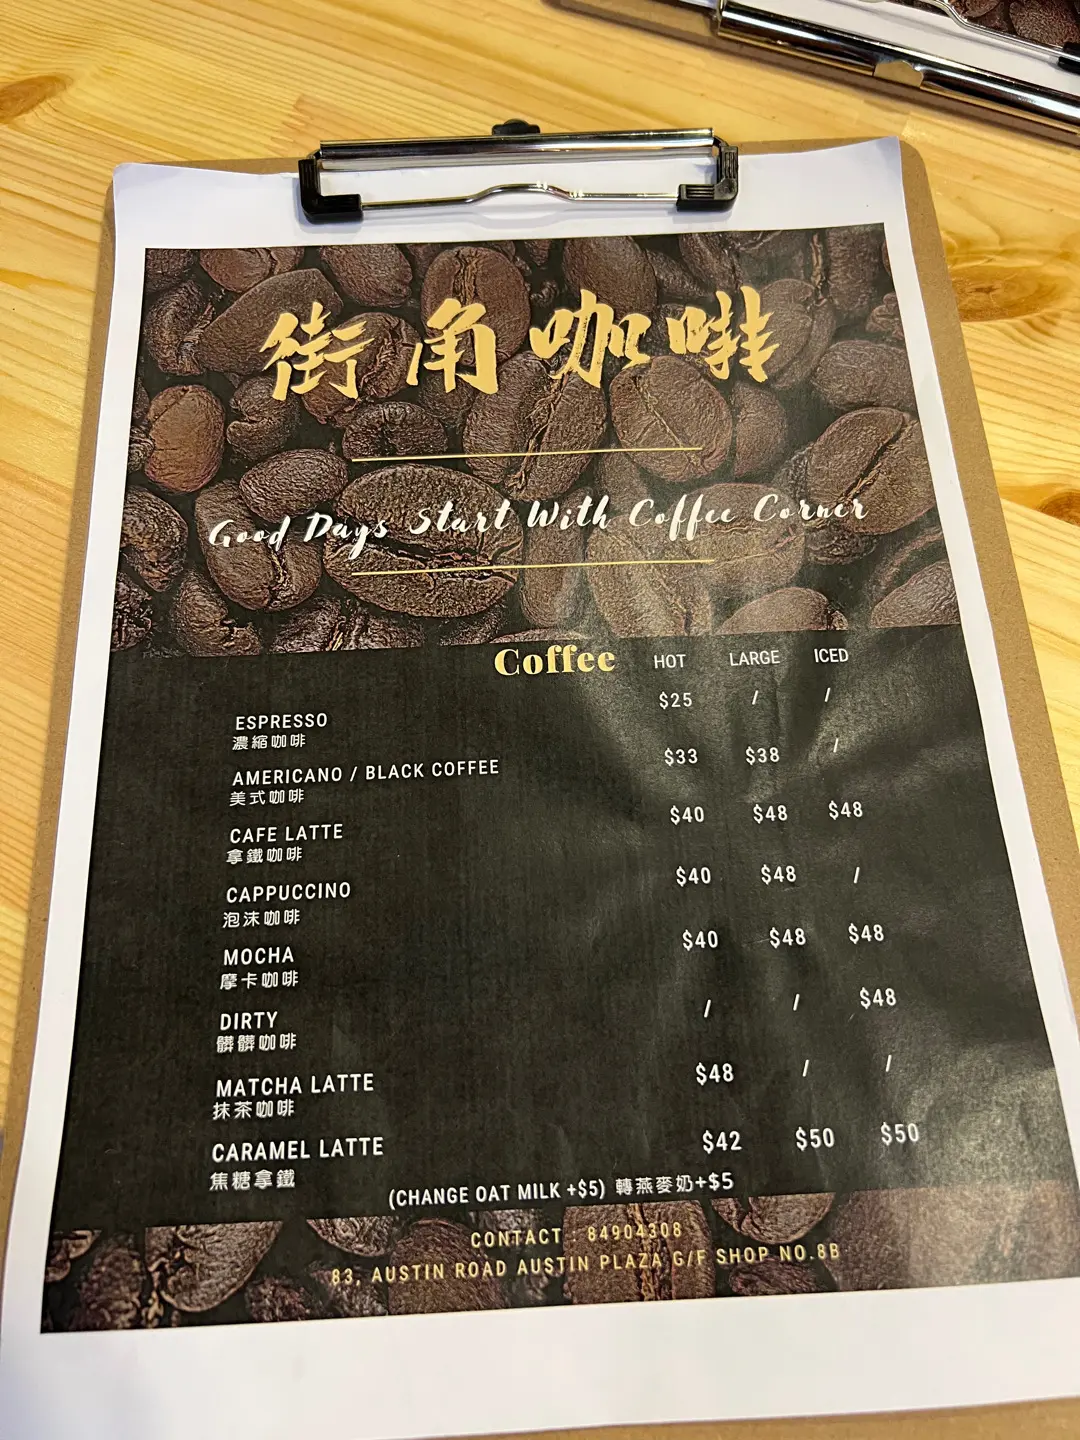 街角咖啡
Good Days Start With Coffee Corner
Coffee HOT LARGE ICED
ESPRESSO $25 / /
濃縮咖啡
AMERICANO / BLACK COFFEE $33 $38 /
美式咖啡
CAFE LATTE $40 $48 $48
拿鐵咖啡
CAPPUCCINO $40 $48 /
泡沫咖啡
MOCHA $40 $48 $48
摩卡咖啡
DIRTY / / $48
髒髒咖啡
MATCHA LATTE $48 / /
抹茶咖啡
CARAMEL LATTE $42 $50 $50
焦糖拿鐵
(CHANGE OAT MILK +$5) 轉燕麥奶+$5
CONTACT : 84904308
83, AUSTIN ROAD AUSTIN PLAZA G/F SHOP NO.8B